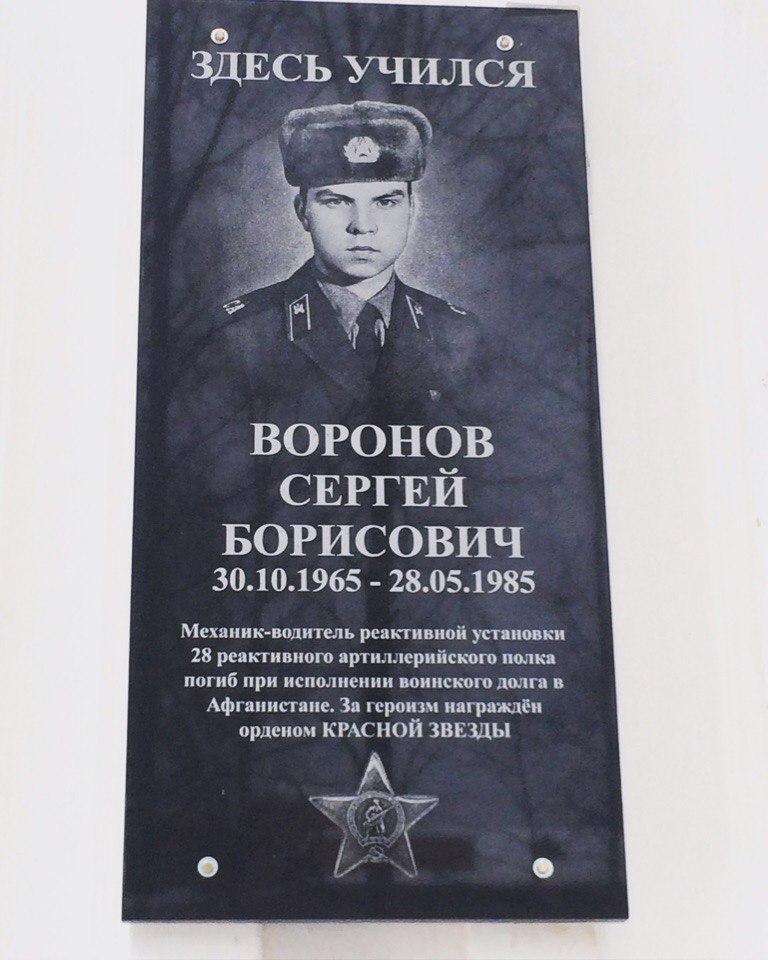 ЗДЕСЬ УЧИЛСЯ
ВОРОНОВ
СЕРГЕЙ
БОРИСОВИЧ
30.10.1965 - 28.05.1985
Механик-водитель реактивной установки
28 реактивного артиллерийского полка
погиб при исполнении воинского долга в
Афганистане. За героизм награждён
орденом КРАСНОЙ ЗВЕЗДЫ